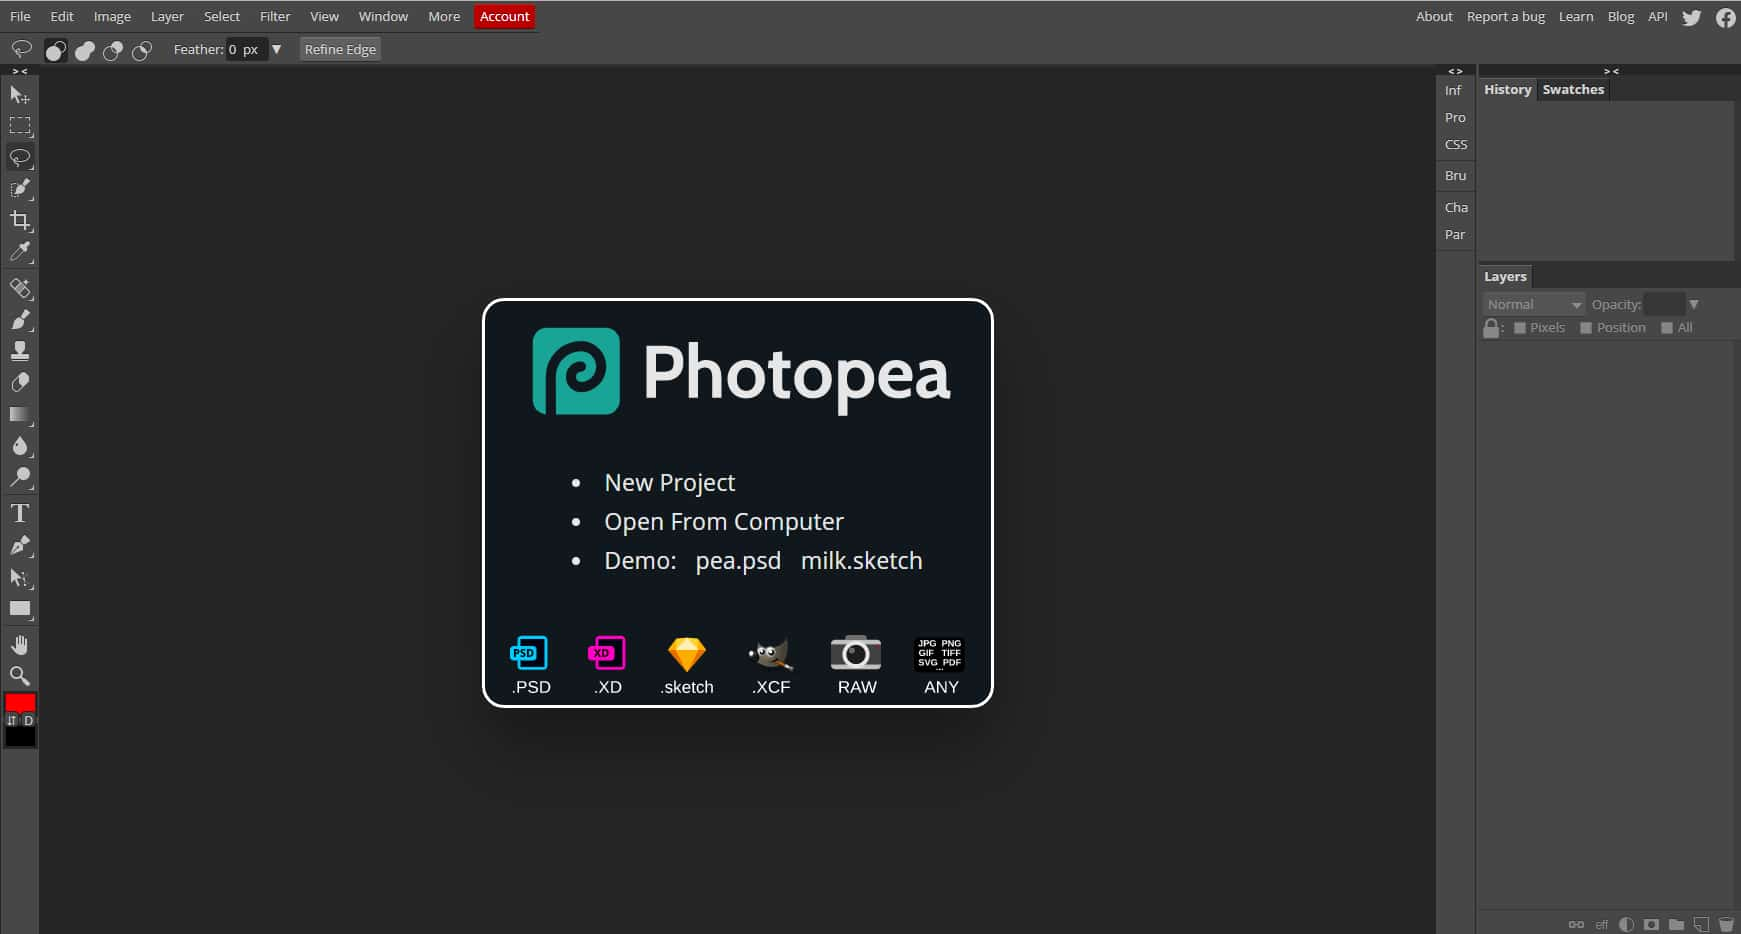 File Edit Image Layer Select Filter View Window More Account About Report a bug Learn Blog API
Feather: 0 px Refine Edge
> <
< >
> <
Inf
Pro
CSS
Bru
Cha
Par
History Swatches
Layers
Normal Opacity:
: Pixels Position All
Photopea
• New Project
• Open From Computer
• Demo: pea.psd milk.sketch
PSD XD
JPG PNG
GIF TIFF
SVG PDF
...
.PSD .XD .sketch .XCF RAW ANY
T
D
eff